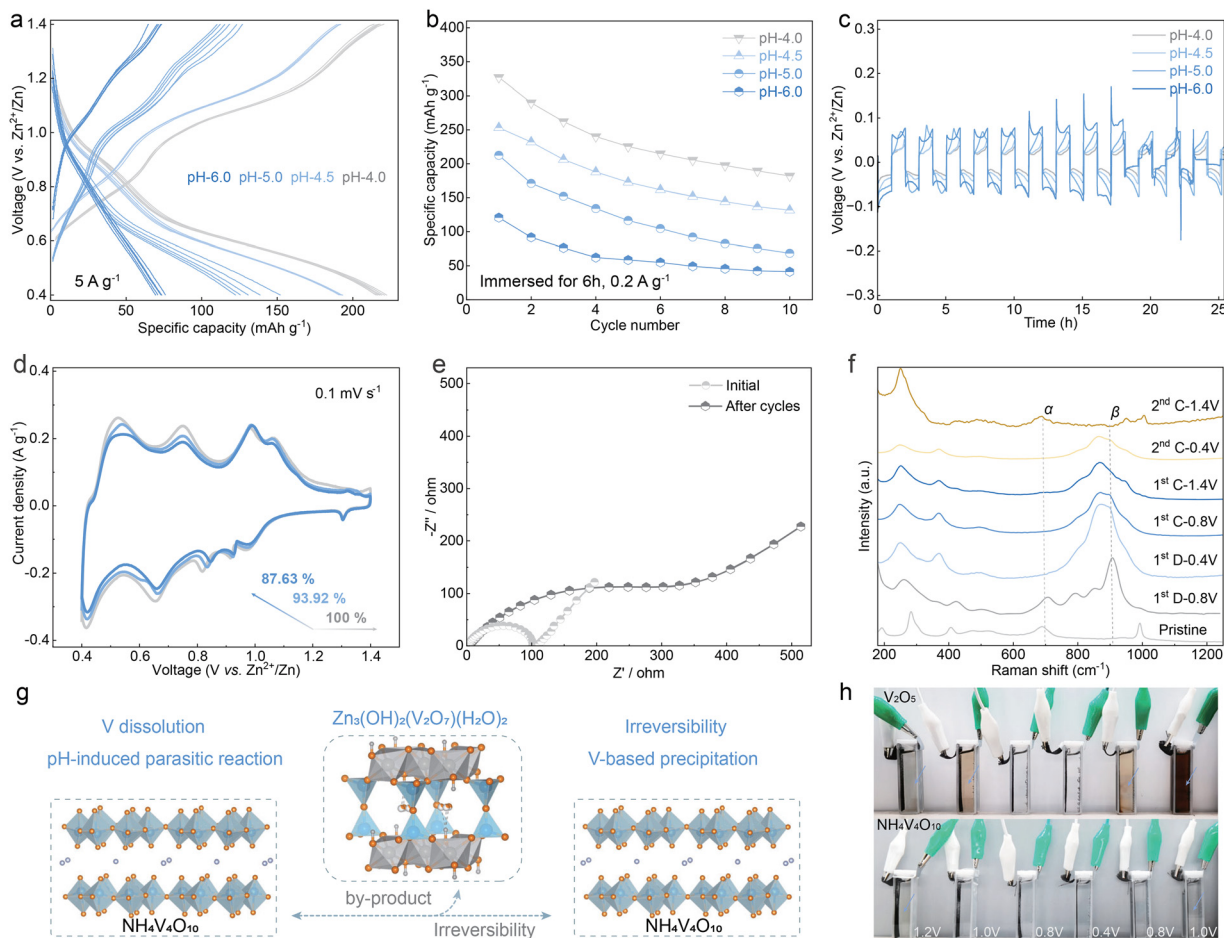 a
1.4
1.2
1.0
0.8
0.6
0.4
0
50
100
150
200
Voltage (V vs. Zn²⁺/Zn)
Specific capacity (mAh g⁻¹)
pH-6.0 pH-5.0 pH-4.5 pH-4.0
5 A g⁻¹
b
400
350
300
250
200
150
100
50
0
0 2 4 6 8 10
Specific capacity (mAh g⁻¹)
Cycle number
pH-4.0
pH-4.5
pH-5.0
pH-6.0
Immersed for 6h, 0.2 A g⁻¹
c
0.3
0.2
0.1
0.0
-0.1
-0.2
-0.3
0 5 10 15 20 25
Voltage (V vs. Zn²⁺/Zn)
Time (h)
pH-4.0
pH-4.5
pH-5.0
pH-6.0
d
0.4
0.2
0.0
-0.2
-0.4
0.4 0.6 0.8 1.0 1.2 1.4
Current density (A g⁻¹)
Voltage (V vs. Zn²⁺/Zn)
0.1 mV s⁻¹
87.63 %
93.92 %
100 %
e
500
400
300
200
100
0
0 100 200 300 400 500
-Z'' / ohm
Z' / ohm
Initial
After cycles
f
α
β
2nd C-1.4V
2nd C-0.4V
1st C-1.4V
1st C-0.8V
1st D-0.4V
1st D-0.8V
Pristine
Intensity (a.u.)
200 400 600 800 1000 1200
Raman shift (cm⁻¹)
g
V dissolution
pH-induced parasitic reaction
Zn₃(OH)₂(V₂O₇)(H₂O)₂
Irreversibility
V-based precipitation
by-product
Irreversibility
NH₄V₄O₁₀
NH₄V₄O₁₀
h
V₂O₅
NH₄V₄O₁₀
1.2V 1.0V 0.8V 0.4V 0.8V 1.0V